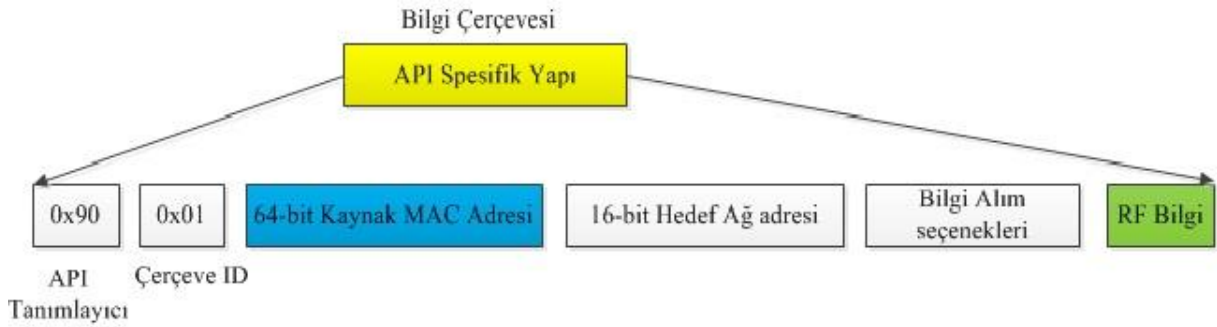 Bilgi Çerçevesi
API Spesifik Yapı
0x90
0x01
64-bit Kaynak MAC Adresi
16-bit Hedef Ağ adresi
Bilgi Alım
seçenekleri
RF Bilgi
API
Tanımlayıcı
Çerçeve ID